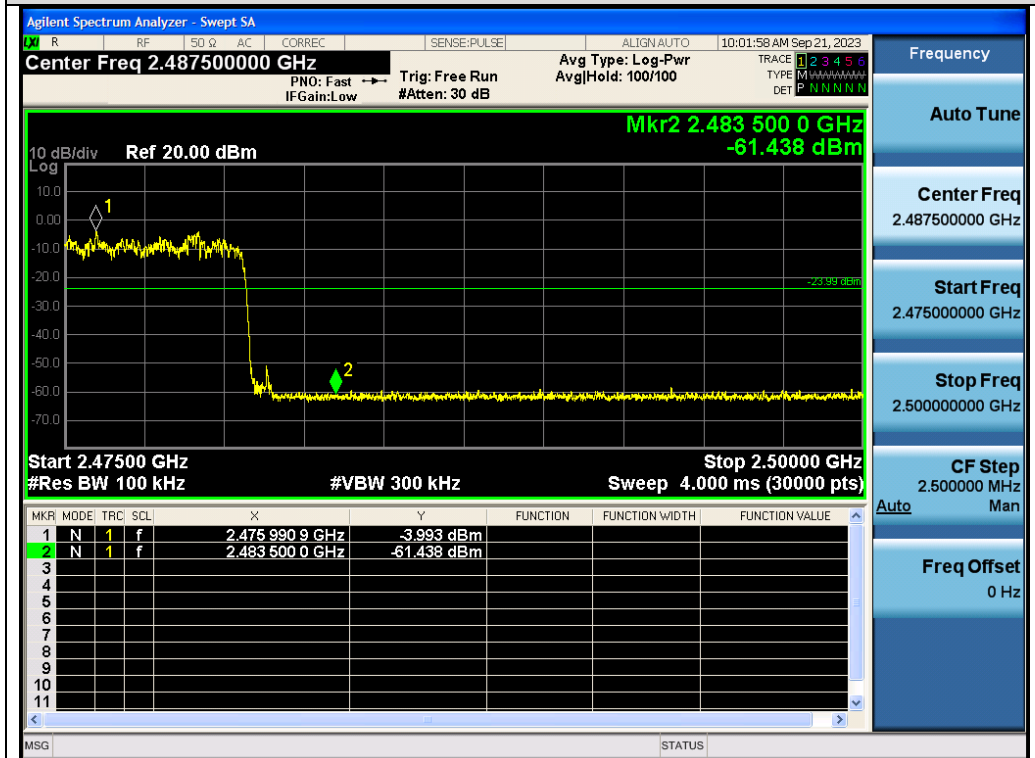 Agilent Spectrum Analyzer - Swept SA
LXI R RF 50 Ω AC CORREC SENSE:PULSE ALIGN AUTO 10:01:58 AM Sep 21, 2023
Center Freq 2.487500000 GHz
PNO: Fast
IFGain:Low
Trig: Free Run
#Atten: 30 dB
Avg Type: Log-Pwr
Avg|Hold: 100/100
TRACE 1 2 3 4 5 6
TYPE M
DET P N N N N N
Mkr2 2.483 500 0 GHz
-61.438 dBm
10 dB/div Ref 20.00 dBm
Log
10.0
0.00
-10.0
-20.0
-30.0
-40.0
-50.0
-60.0
-70.0
1
2
-23.99 dBm
Start 2.47500 GHz Stop 2.50000 GHz
#Res BW 100 kHz #VBW 300 kHz Sweep 4.000 ms (30000 pts)
MKR MODE TRC SCL X Y FUNCTION FUNCTION WIDTH FUNCTION VALUE
1 N 1 f 2.475 990 9 GHz -3.993 dBm
2 N 1 f 2.483 500 0 GHz -61.438 dBm
3
4
5
6
7
8
9
10
11
MSG STATUS
Frequency
Auto Tune
Center Freq
2.487500000 GHz
Start Freq
2.475000000 GHz
Stop Freq
2.500000000 GHz
CF Step
2.500000 MHz
Auto Man
Freq Offset
0 Hz